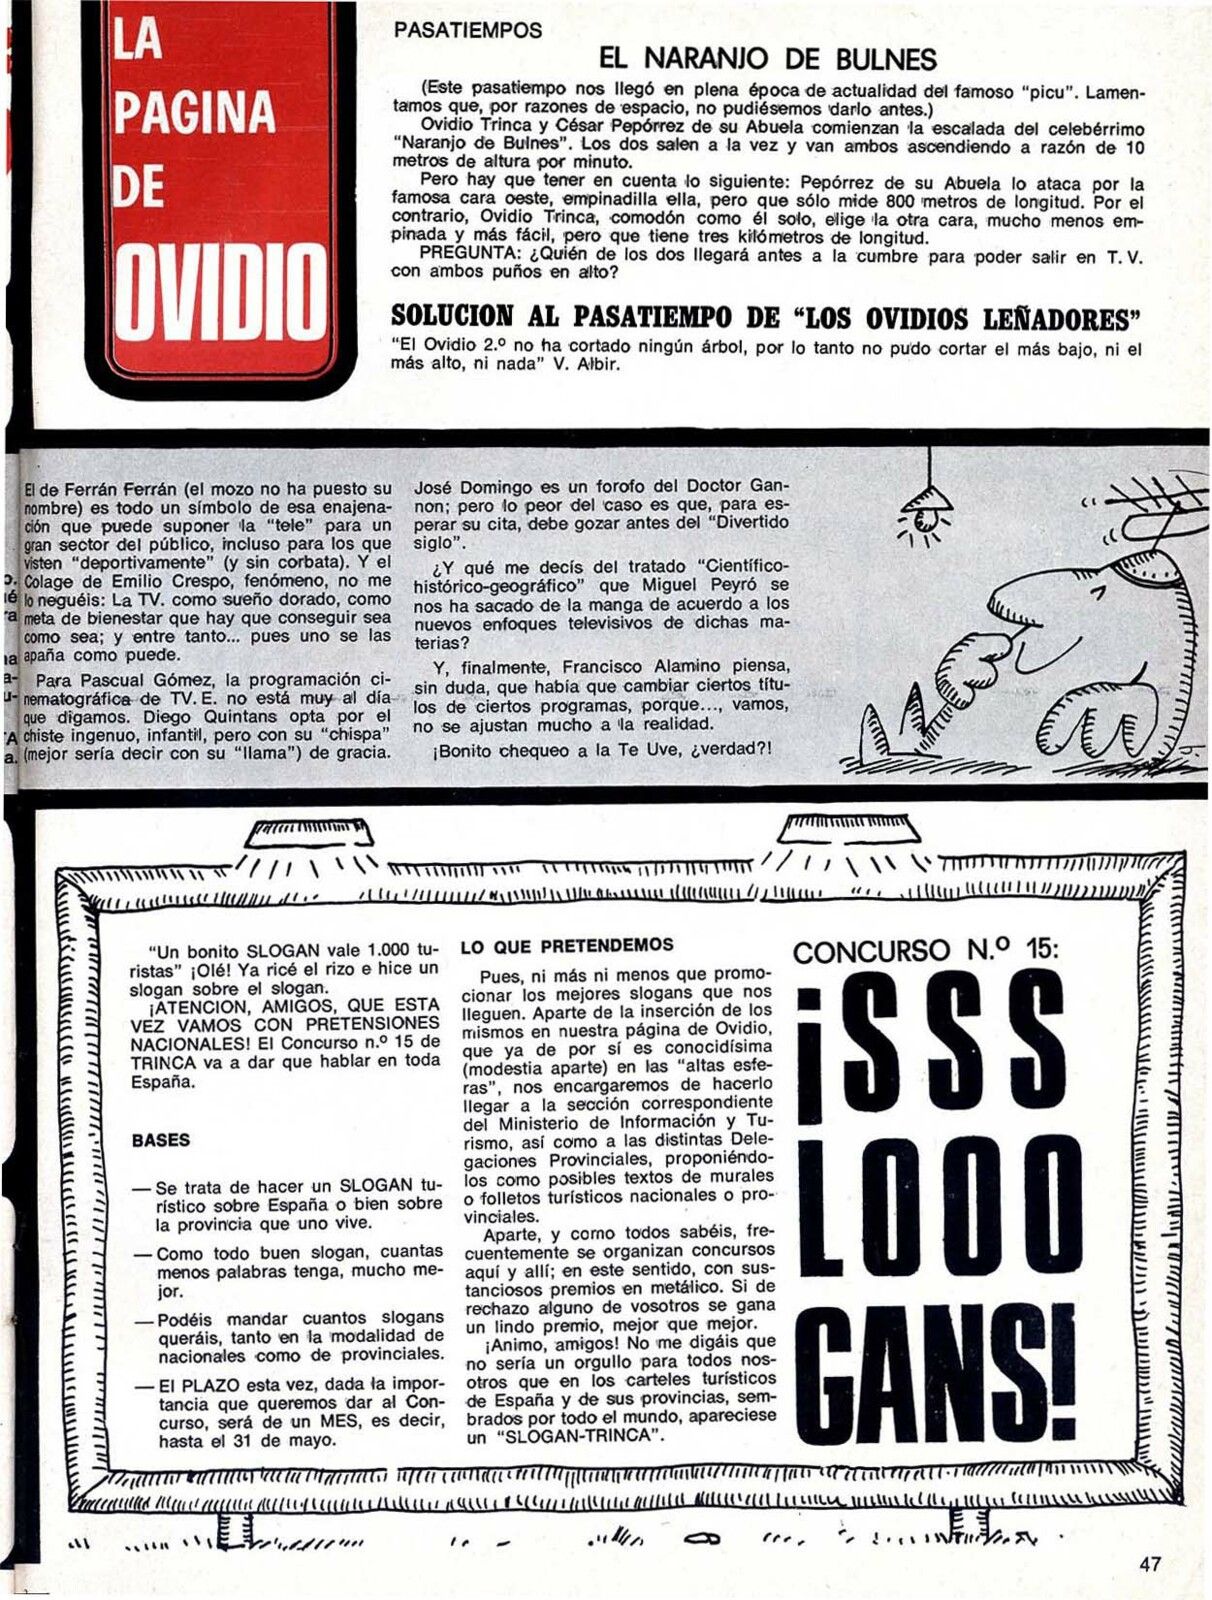 LA
PAGINA
DE
OVIDIO
PASATIEMPOS
EL NARANJO DE BULNES
(Este pasatiempo nos llegó en plena época de actualidad del famoso "picu". Lamen-
tamos que, por razones de espacio, no pudiésemos darlo antes.)
Ovidio Trinca y César Pepórrez de su Abuela comienzan la escalada del celebérrimo
"Naranjo de Bulnes". Los dos salen a la vez y van ambos ascendiendo a razón de 10
metros de altura por minuto.
Pero hay que tener en cuenta lo siguiente: Pepórrez de su Abuela lo ataca por la
famosa cara oeste, empinadilla ella, pero que sólo mide 800 metros de longitud. Por el
contrario, Ovidio Trinca, comodón como él solo, elige la otra cara, mucho menos em-
pinada y más fácil, pero que tiene tres kilómetros de longitud.
PREGUNTA: ¿Quién de los dos llegará antes a la cumbre para poder salir en T. V.
con ambos puños en alto?
SOLUCION AL PASATIEMPO DE "LOS OVIDIOS LEÑADORES"
"El Ovidio 2.º no ha cortado ningún árbol, por lo tanto no pudo cortar el más bajo, ni el
más alto, ni nada" V. Albir.
El de Ferrán Ferrán (el mozo no ha puesto su
nombre) es todo un símbolo de esa enajena-
ción que puede suponer la "tele" para un
gran sector del público, incluso para los que
visten "deportivamente" (y sin corbata). Y el
Colage de Emilio Crespo, fenómeno, no me
lo neguéis: La TV. como sueño dorado, como
meta de bienestar que hay que conseguir sea
como sea; y entre tanto... pues uno se las
apaña como puede.
Para Pascual Gómez, la programación ci-
nematográfica de TV. E. no está muy al día
que digamos. Diego Quintans opta por el
chiste ingenuo, infantil, pero con su "chispa"
(mejor sería decir con su "llama") de gracia.
José Domingo es un forofo del Doctor Gan-
non; pero lo peor del caso es que, para es-
perar su cita, debe gozar antes del "Divertido
siglo".
¿Y qué me decís del tratado "Científico-
histórico-geográfico" que Miguel Peyró se
nos ha sacado de la manga de acuerdo a los
nuevos enfoques televisivos de dichas ma-
terias?
Y, finalmente, Francisco Alamino piensa,
sin duda, que había que cambiar ciertos títu-
los de ciertos programas, porque..., vamos,
no se ajustan mucho a la realidad.
¡Bonito chequeo a la Te Uve, ¿verdad?!
"Un bonito SLOGAN vale 1.000 tu-
ristas" ¡Olé! Ya ricé el rizo e hice un
slogan sobre el slogan.
¡ATENCION, AMIGOS, QUE ESTA
VEZ VAMOS CON PRETENSIONES
NACIONALES! El Concurso n.º 15 de
TRINCA va a dar que hablar en toda
España.
BASES
— Se trata de hacer un SLOGAN tu-
rístico sobre España o bien sobre
la provincia que uno vive.
— Como todo buen slogan, cuantas
menos palabras tenga, mucho me-
jor.
— Podéis mandar cuantos slogans
queráis, tanto en la modalidad de
nacionales como de provinciales.
— El PLAZO esta vez, dada la impor-
tancia que queremos dar al Con-
curso, será de un MES, es decir,
hasta el 31 de mayo.
LO QUE PRETENDEMOS
Pues, ni más ni menos que promo-
cionar los mejores slogans que nos
lleguen. Aparte de la inserción de los
mismos en nuestra página de Ovidio,
que ya de por sí es conocidísima
(modestia aparte) en las "altas esfe-
ras", nos encargaremos de hacerlo
llegar a la sección correspondiente
del Ministerio de Información y Tu-
rismo, así como a las distintas Dele-
gaciones Provinciales, proponiéndo-
los como posibles textos de murales
o folletos turísticos nacionales o pro-
vinciales.
Aparte, y como todos sabéis, fre-
cuentemente se organizan concursos
aquí y allí; en este sentido, con sus-
tanciosos premios en metálico. Si de
rechazo alguno de vosotros se gana
un lindo premio, mejor que mejor.
¡Animo, amigos! No me digáis que
no sería un orgullo para todos nos-
otros que en los carteles turísticos
de España y de sus provincias, sem-
brados por todo el mundo, apareciese
un "SLOGAN-TRINCA".
CONCURSO N.º 15:
¡SSS
LOOO
GANS!
47